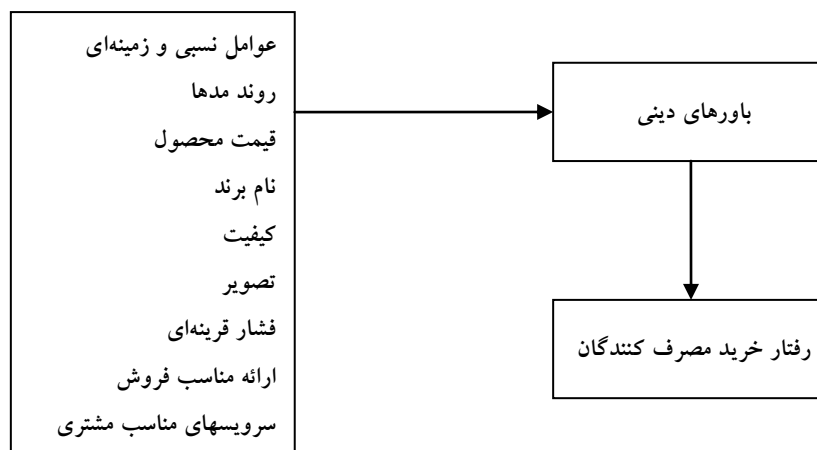 عوامل نسبی و زمینه‌ای
روند مدها
قیمت محصول
نام برند
کیفیت
تصویر
فشار قرینه‌ای
ارائه مناسب فروش
سرویسهای مناسب مشتری
باورهای دینی
رفتار خرید مصرف کنندگان